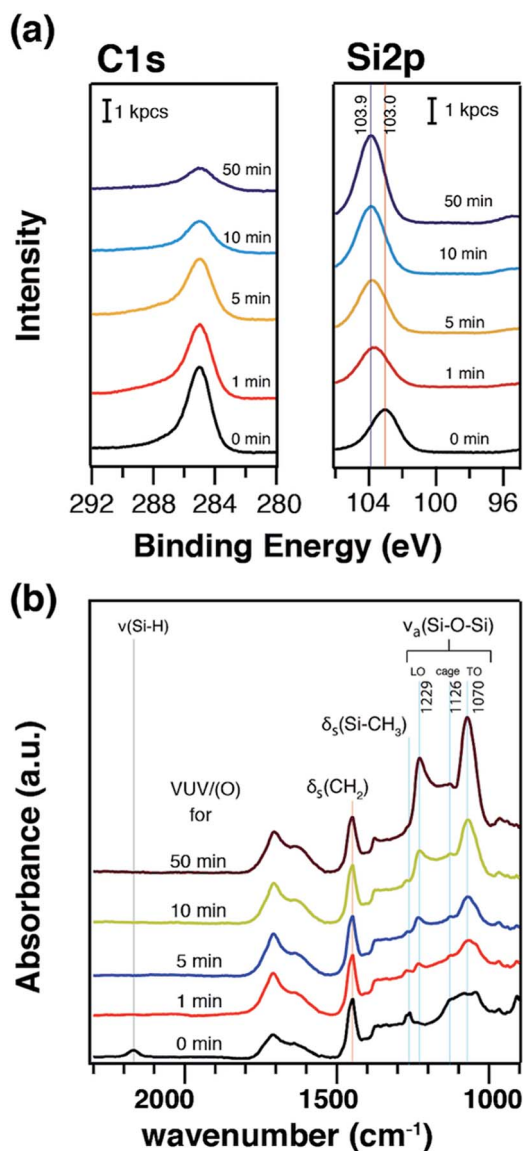 (a)
C1s
Si2p
1 kpcs
103.9
103.0
1 kpcs
50 min
10 min
5 min
1 min
0 min
50 min
10 min
5 min
1 min
0 min
Intensity
292 288 284 280
104 100 96
Binding Energy (eV)
(b)
ν(Si-H)
νa(Si-O-Si)
LO cage TO
1229
1126
1070
δs(Si-CH3)
δs(CH2)
VUV/(O)
for
50 min
10 min
5 min
1 min
0 min
Absorbance (a.u.)
2000 1500 1000
wavenumber (cm-1)